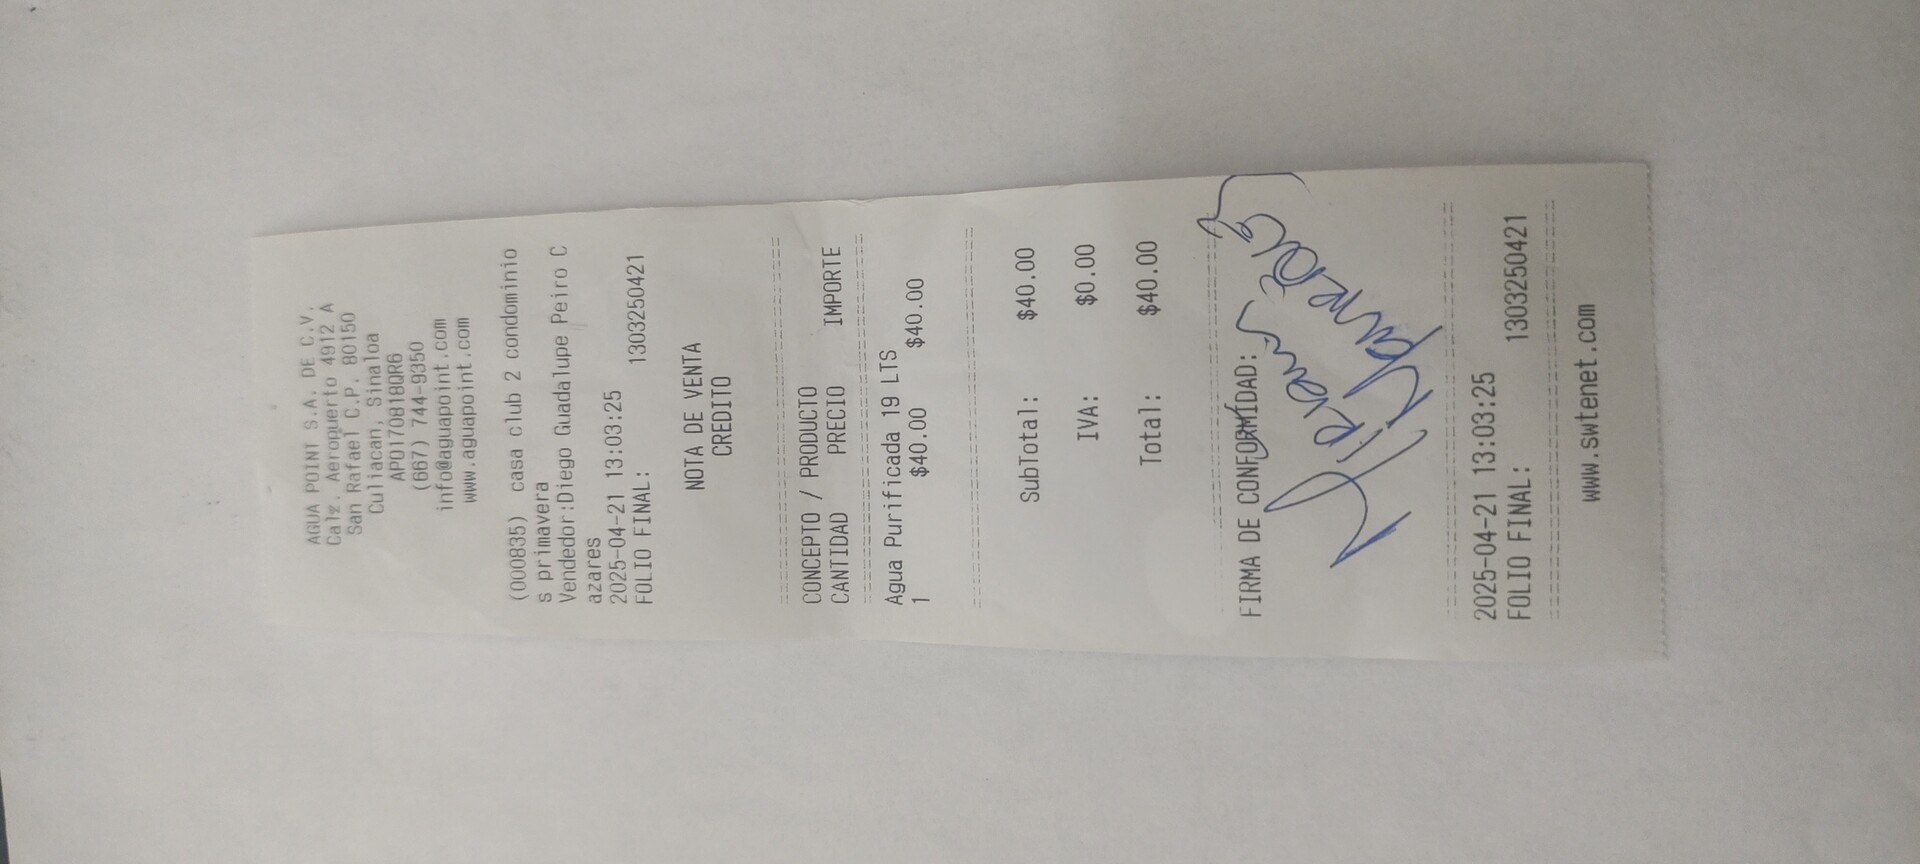 AGUA POINT S.A. DE C.V.
Calz. Aeropuerto 4912 A
San Rafael C.P. 80150
Culiacan, Sinaloa
APO170818QR6
(667) 744-9350
info@aguapoint.com
www.aguapoint.com
(000835) casa club 2 condominio
s primavera
Vendedor:Diego Guadalupe Peiro C
azares
2025-04-21 13:03:25
FOLIO FINAL: 1303250421
NOTA DE VENTA
CREDITO
CONCEPTO / PRODUCTO
CANTIDAD PRECIO IMPORTE
Agua Purificada 19 LTS
1 $40.00 $40.00
SubTotal: $40.00
IVA: $0.00
Total: $40.00
FIRMA DE CONFORMIDAD:
2025-04-21 13:03:25
FOLIO FINAL: 1303250421
www.swtenet.com